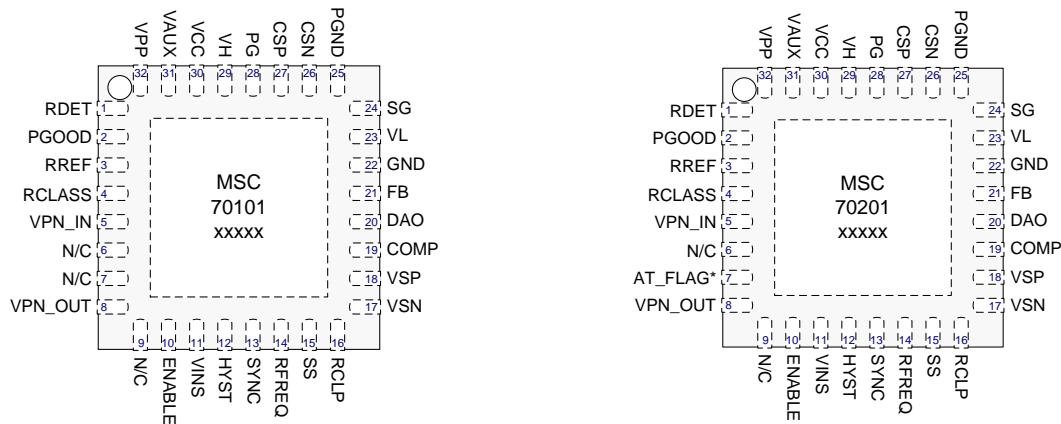 VPP
VAUX
VCC
VH
PG
CSP
CSN
PGND
32
31
30
29
28
27
26
25
RDET 1
PGOOD 2
RREF 3
RCLASS 4
VPN_IN 5
N/C 6
N/C 7
VPN_OUT 8
MSC
70101
xxxxx
24 SG
23 VL
22 GND
21 FB
20 DAO
19 COMP
18 VSP
17 VSN
9
10
11
12
13
14
15
16
N/C
ENABLE
VINS
HYST
SYNC
RFREQ
SS
RCLP
VPP
VAUX
VCC
VH
PG
CSP
CSN
PGND
32
31
30
29
28
27
26
25
RDET 1
PGOOD 2
RREF 3
RCLASS 4
VPN_IN 5
N/C 6
AT_FLAG* 7
VPN_OUT 8
MSC
70201
xxxxx
24 SG
23 VL
22 GND
21 FB
20 DAO
19 COMP
18 VSP
17 VSN
9
10
11
12
13
14
15
16
N/C
ENABLE
VINS
HYST
SYNC
RFREQ
SS
RCLP